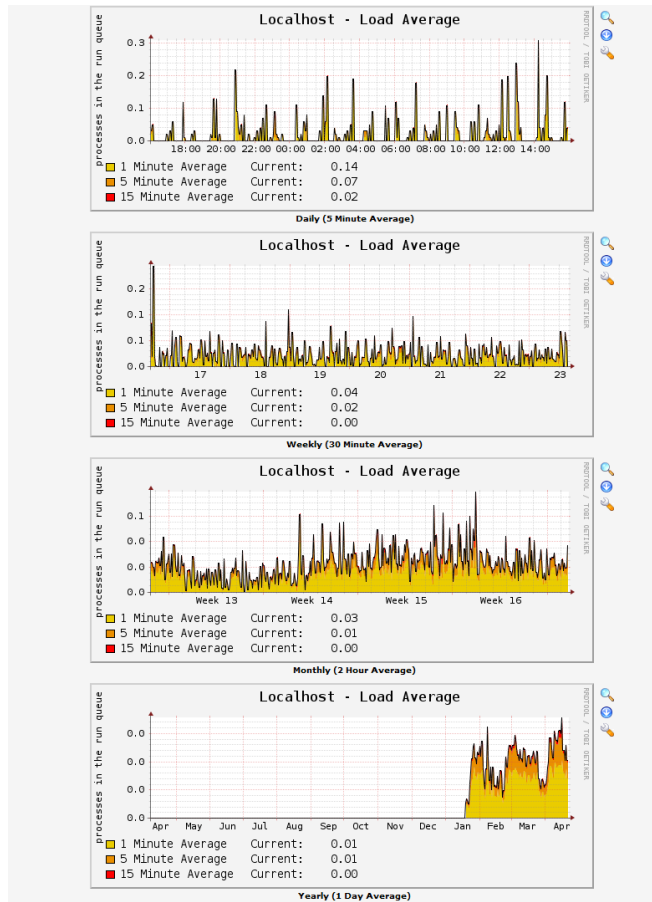 Localhost - Load Average
RRDTOOL / TOBI OETIKER
processes in the run queue
0.3
0.2
0.1
0.0
18:00 20:00 22:00 00:00 02:00 04:00 06:00 08:00 10:00 12:00 14:00
1 Minute Average Current: 0.14
5 Minute Average Current: 0.07
15 Minute Average Current: 0.02
Daily (5 Minute Average)
Localhost - Load Average
RRDTOOL / TOBI OETIKER
processes in the run queue
0.2
0.1
0.1
0.0
17 18 19 20 21 22 23
1 Minute Average Current: 0.04
5 Minute Average Current: 0.02
15 Minute Average Current: 0.00
Weekly (30 Minute Average)
Localhost - Load Average
RRDTOOL / TOBI OETIKER
processes in the run queue
0.1
0.0
0.0
0.0
Week 13 Week 14 Week 15 Week 16
1 Minute Average Current: 0.03
5 Minute Average Current: 0.01
15 Minute Average Current: 0.00
Monthly (2 Hour Average)
Localhost - Load Average
RRDTOOL / TOBI OETIKER
processes in the run queue
0.0
0.0
0.0
0.0
Apr May Jun Jul Aug Sep Oct Nov Dec Jan Feb Mar Apr
1 Minute Average Current: 0.01
5 Minute Average Current: 0.01
15 Minute Average Current: 0.00
Yearly (1 Day Average)